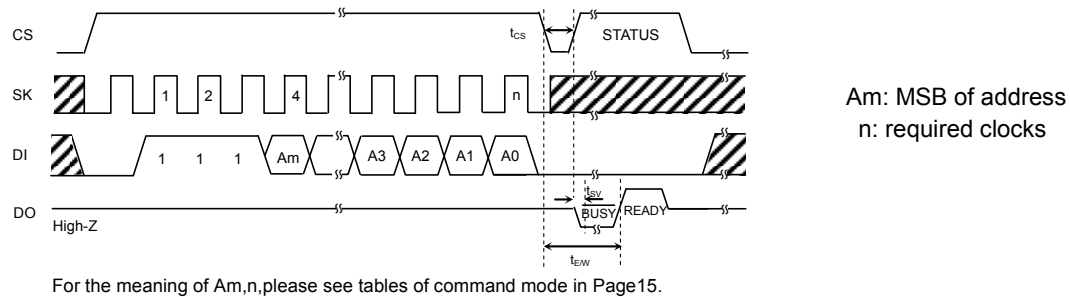 CS
tCS
STATUS
SK
1 2 4 n
Am: MSB of address
n: required clocks
DI
1 1 1 Am A3 A2 A1 A0
tSV
DO
BUSY READY
High-Z
tE/W
For the meaning of Am,n,please see tables of command mode in Page15.